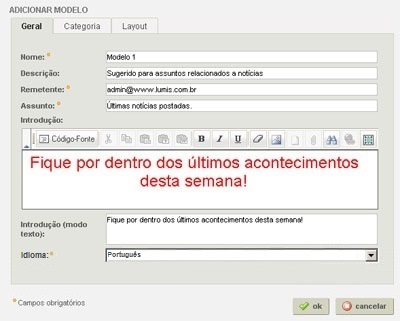 ADICIONAR MODELO
Geral Categoria Layout
Nome: * Modelo 1
Descrição: Sugerido para assuntos relacionados a notícias
Remetente: * admin@www.lumis.com.br
Assunto: * Últimas notícias postadas.
Introdução:
Código-Fonte B I U
Fique por dentro dos últimos acontecimentos
desta semana!
Introdução (modo Fique por dentro dos últimos acontecimentos desta semana!
texto):
Idioma: * Português
* Campos obrigatórios
ok cancelar